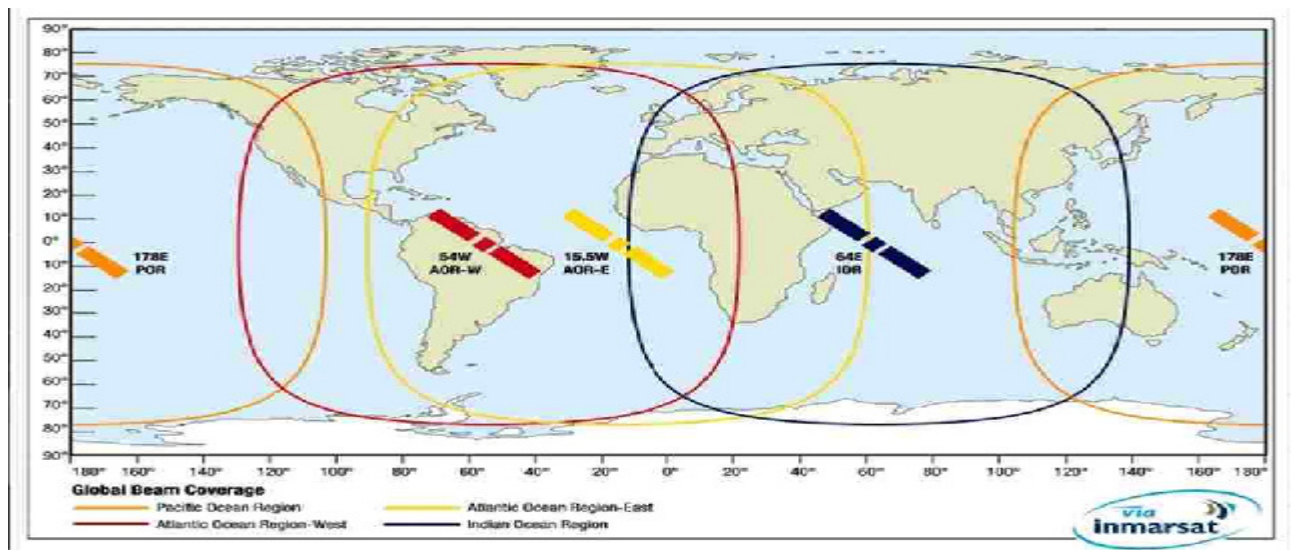 90°
80°
70°
60°
50°
40°
30°
20°
10°
0°
10°
20°
30°
40°
50°
60°
70°
80°
90°
178E
POR
54W
AOR-W
15.5W
AOR-E
64E
IOR
178E
POR
180° 160° 140° 120° 100° 80° 60° 40° 20° 0° 20° 40° 60° 80° 100° 120° 140° 160° 180°
Global Beam Coverage
Pacific Ocean Region
Atlantic Ocean Region-East
Atlantic Ocean Region-West
Indian Ocean Region
via
inmarsat